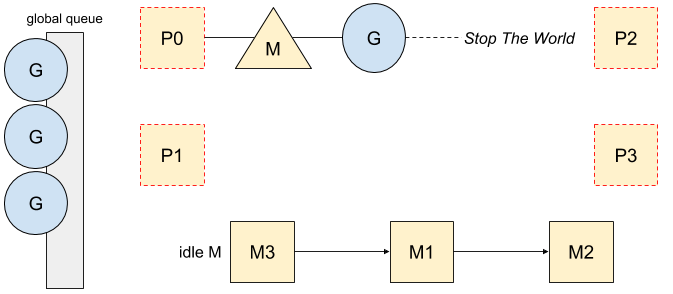 global queue
G
G
G
P0
M
G
Stop The World
P2
P1
P3
idle M
M3
M1
M2